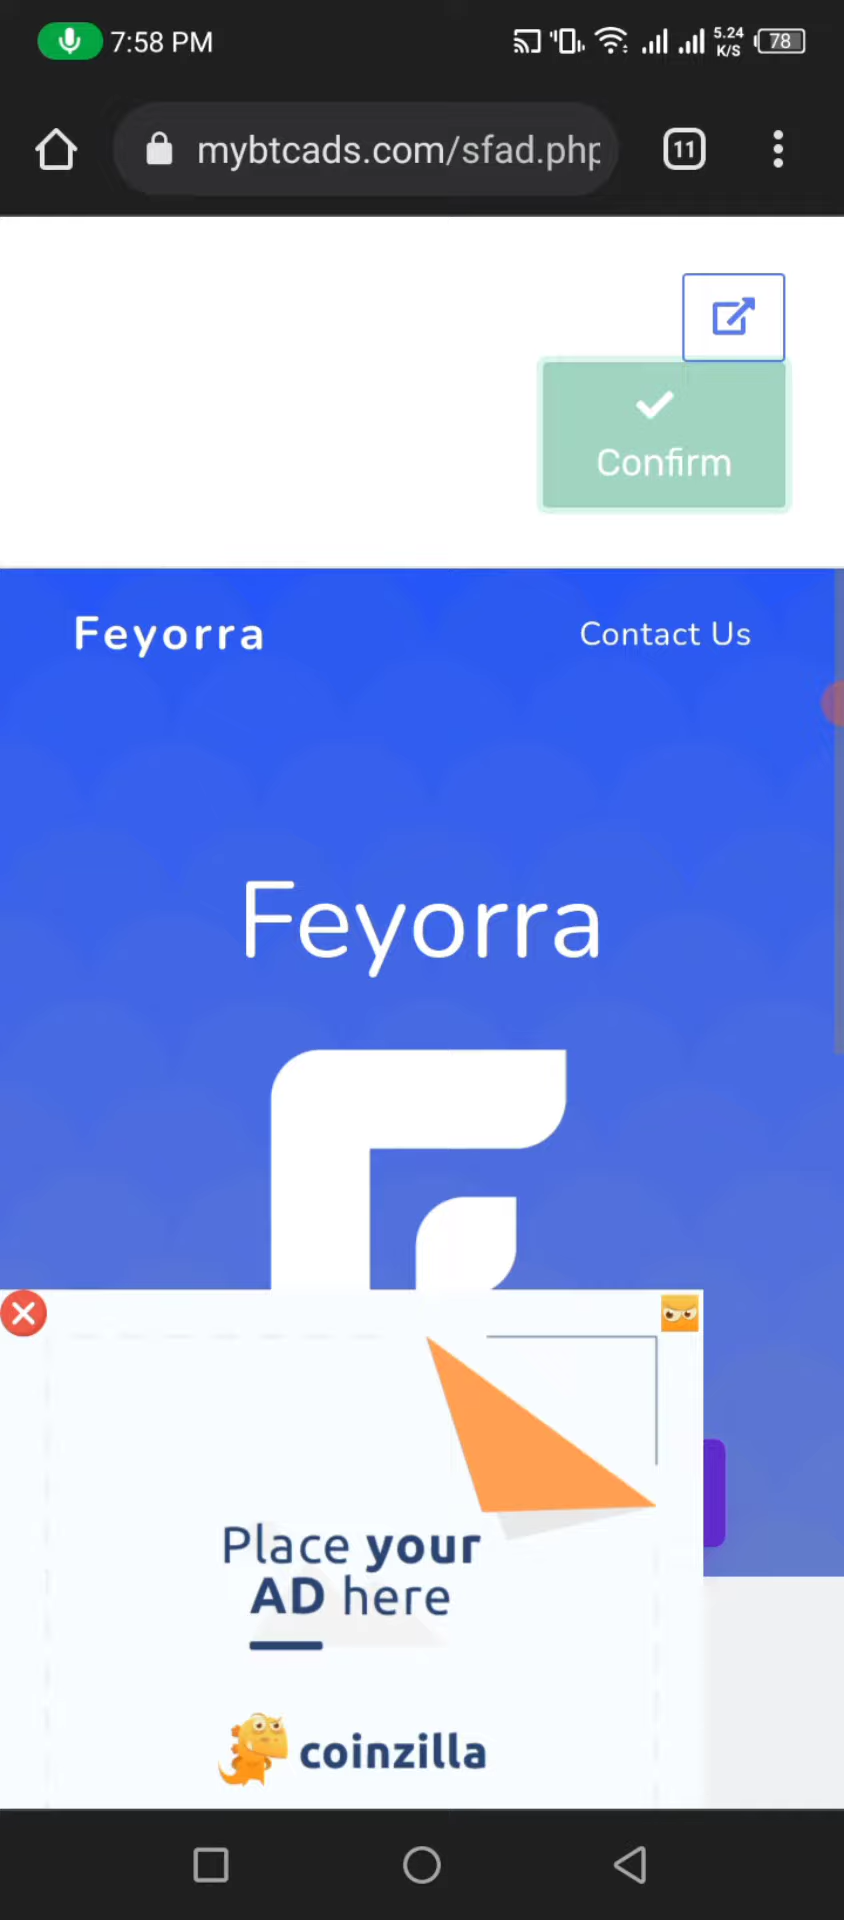 7:58 PM
5.24
K/S
78
mybtcads.com/sfad.php
11
Confirm
Feyorra
Contact Us
Feyorra
Place your
AD here
coinzilla